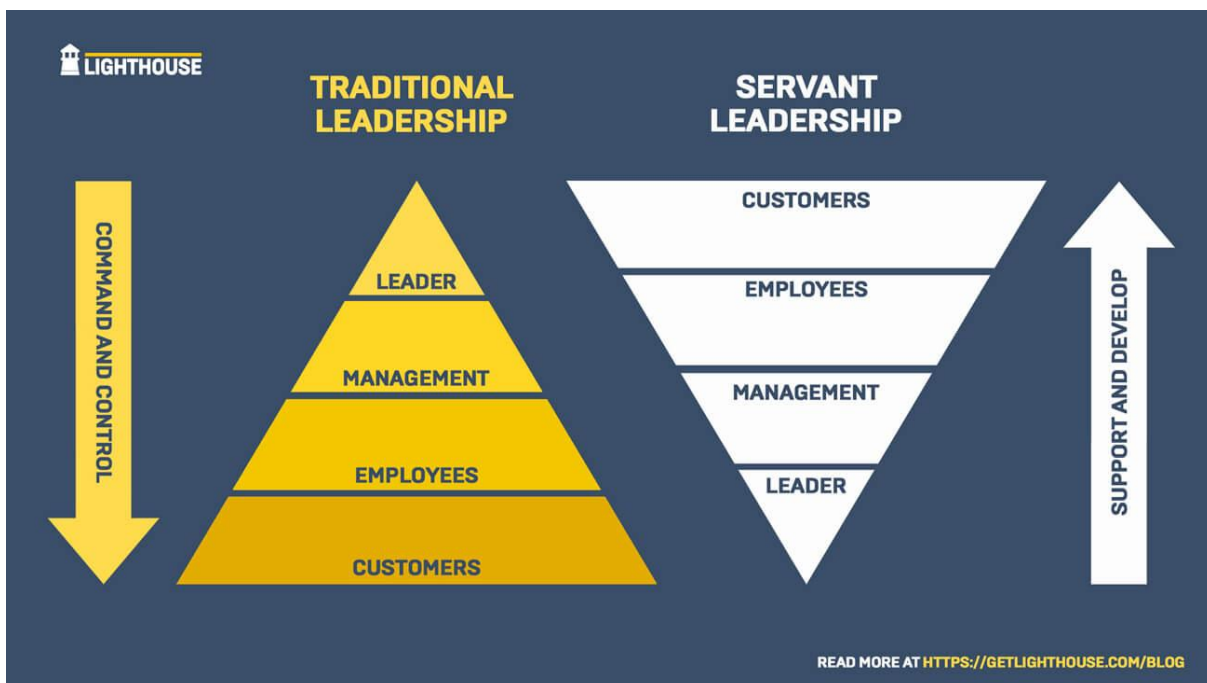 LIGHTHOUSE
TRADITIONAL
LEADERSHIP
SERVANT
LEADERSHIP
COMMAND AND CONTROL
LEADER
MANAGEMENT
EMPLOYEES
CUSTOMERS
CUSTOMERS
EMPLOYEES
MANAGEMENT
LEADER
SUPPORT AND DEVELOP
READ MORE AT HTTPS://GETLIGHTHOUSE.COM/BLOG